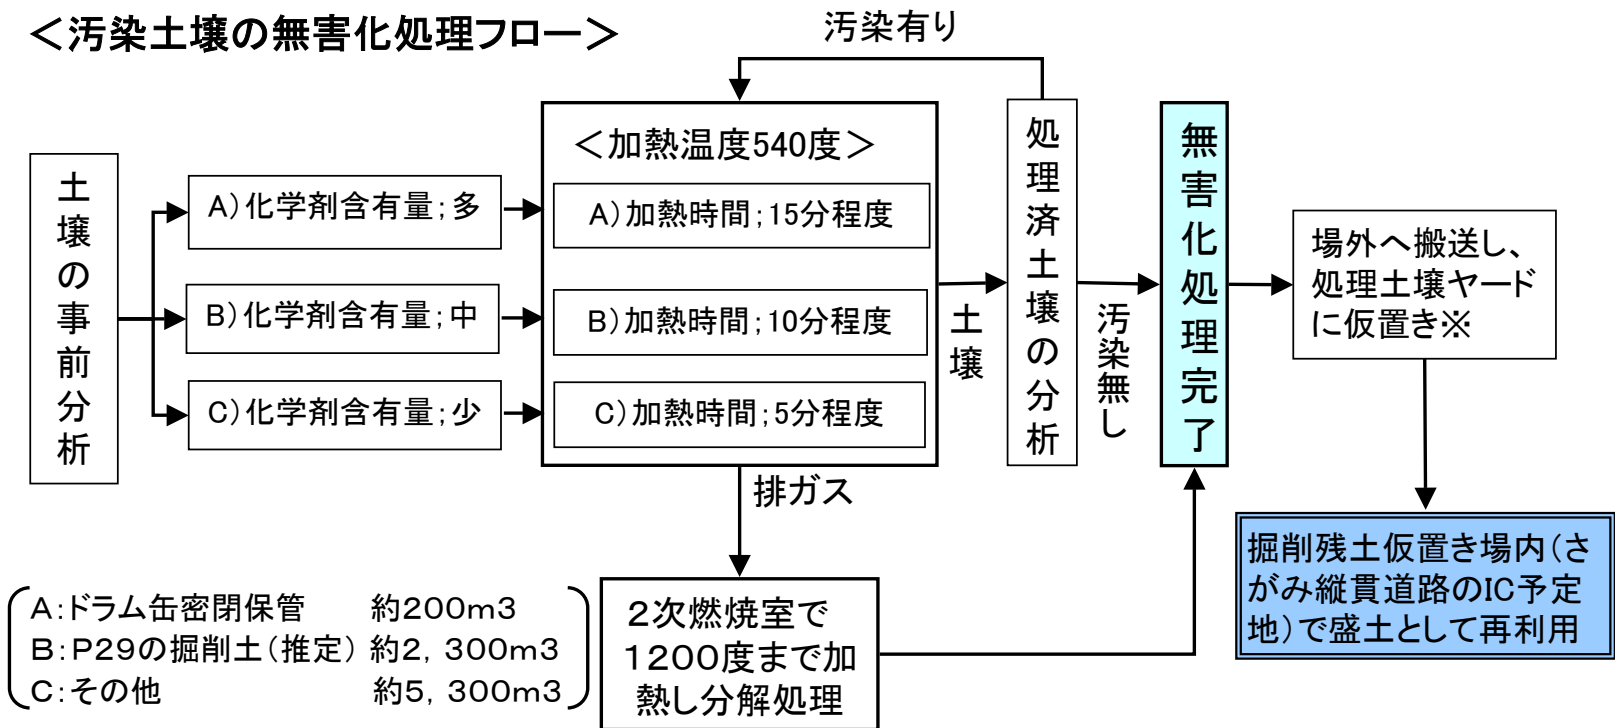 ＜汚染土壌の無害化処理フロー＞
汚染有り
土壌の事前分析
A）化学剤含有量；多
B）化学剤含有量；中
C）化学剤含有量；少
＜加熱温度540度＞
A）加熱時間；15分程度
B）加熱時間；10分程度
C）加熱時間；5分程度
土壌
処理済土壌の分析
汚染無し
無害化処理完了
場外へ搬送し、
処理土壌ヤード
に仮置き※
排ガス
2次燃焼室で
1200度まで加
熱し分解処理
掘削残土仮置き場内（さ
がみ縦貫道路のIC予定
地）で盛土として再利用
A：ドラム缶密閉保管　約200m3
B：P29の掘削土（推定）約2，300m3
C：その他　約5，300m3